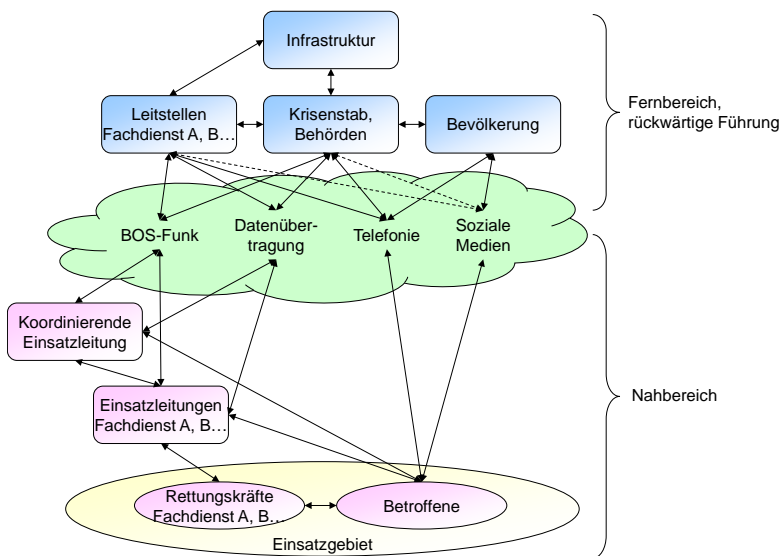 Infrastruktur
Leitstellen
Fachdienst A, B…
Krisenstab,
Behörden
Bevölkerung
Fernbereich,
rückwärtige Führung
BOS-Funk
Datenüber-
tragung
Telefonie
Soziale
Medien
Koordinierende
Einsatzleitung
Einsatzleitungen
Fachdienst A, B…
Nahbereich
Rettungskräfte
Fachdienst A, B…
Betroffene
Einsatzgebiet